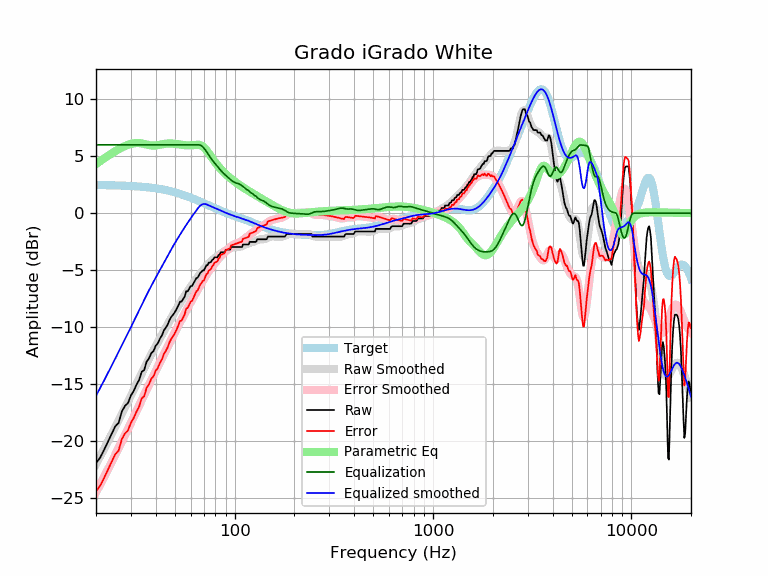 Grado iGrado White
10
5
0
−5
−10
−15
−20
−25
Amplitude (dBr)
Target
Raw Smoothed
Error Smoothed
Raw
Error
Parametric Eq
Equalization
Equalized smoothed
100
1000
10000
Frequency (Hz)